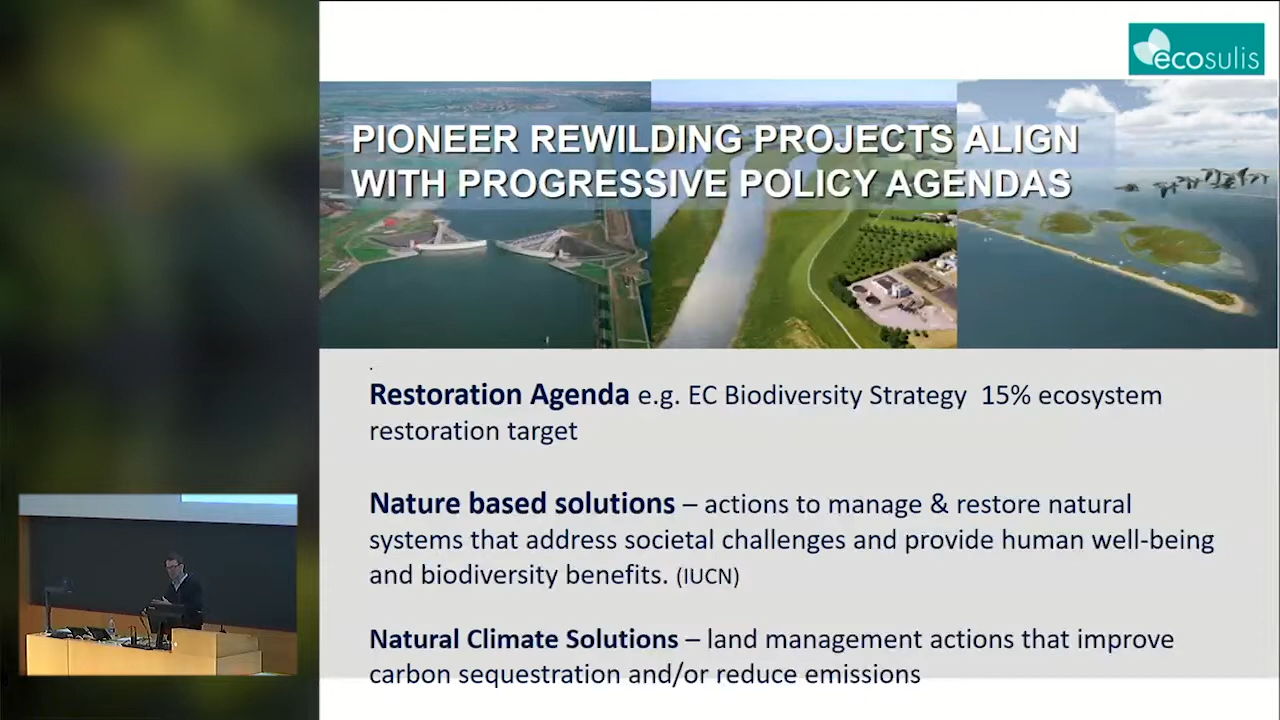 ecosulis
PIONEER REWILDING PROJECTS ALIGN
WITH PROGRESSIVE POLICY AGENDAS
.
Restoration Agenda e.g. EC Biodiversity Strategy 15% ecosystem
restoration target
Nature based solutions – actions to manage & restore natural
systems that address societal challenges and provide human well-being
and biodiversity benefits. (IUCN)
Natural Climate Solutions – land management actions that improve
carbon sequestration and/or reduce emissions